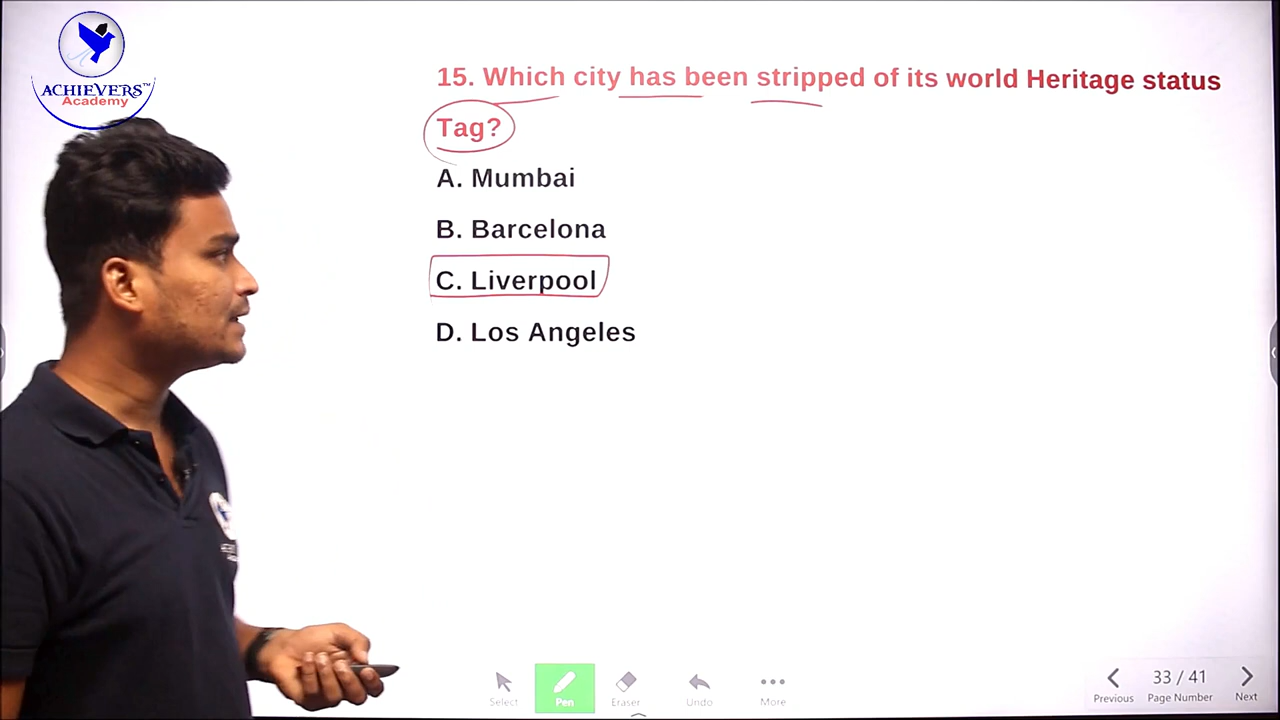 ACHIEVERS™
Academy
15. Which city has been stripped of its world Heritage status
Tag?
A. Mumbai
B. Barcelona
C. Liverpool
D. Los Angeles
Select
Pen
Eraser
Undo
More
Previous
33 / 41
Page Number
Next